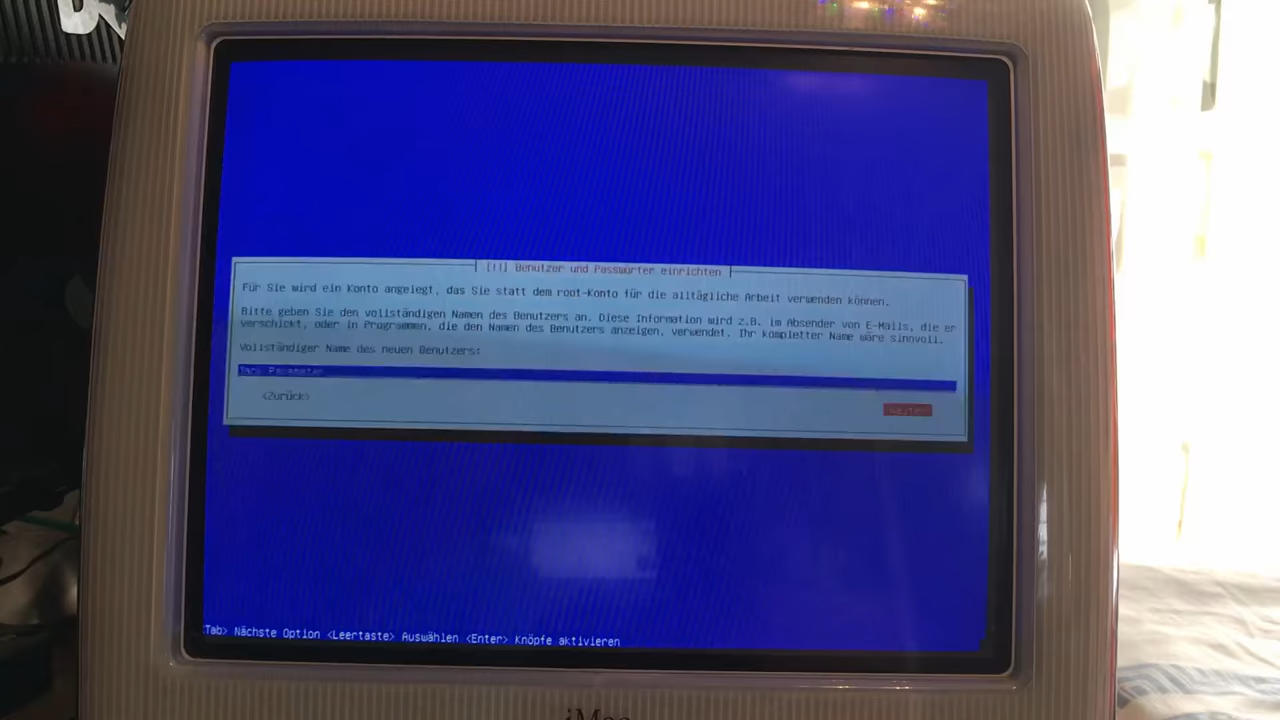 [!!] Benutzer und Passwörter einrichten
Für Sie wird ein Konto angelegt, das Sie statt dem root-Konto für die alltägliche Arbeit verwenden können.
Bitte geben Sie den vollständigen Namen des Benutzers an. Diese Information wird z.B. im Absender von E-Mails, die er
verschickt, oder in Programmen, die den Namen des Benutzers anzeigen, verwendet. Ihr kompletter Name wäre sinnvoll.
Vollständiger Name des neuen Benutzers:
Parameter
<Zurück>
<Weiter>
<Tab> Nächste Option <Leertaste> Auswählen <Enter> Knöpfe aktivieren
iMac